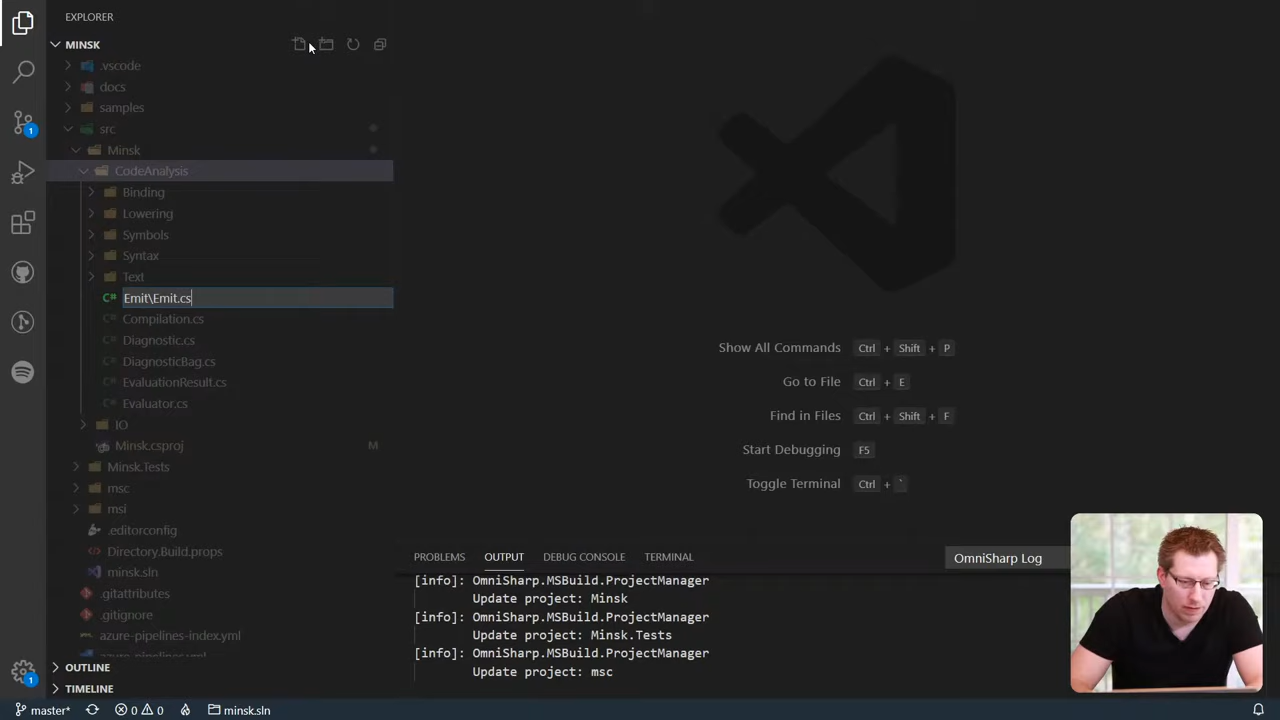 EXPLORER
MINSK
.vscode
docs
samples
src
Minsk
CodeAnalysis
Binding
Lowering
Symbols
Syntax
Text
Emit\Emit.cs
Compilation.cs
Diagnostic.cs
DiagnosticBag.cs
EvaluationResult.cs
Evaluator.cs
IO
Minsk.csproj M
Minsk.Tests
msc
msi
.editorconfig
Directory.Build.props
minsk.sln
.gitattributes
.gitignore
azure-pipelines-index.yml
azure-pipelines.yml
OUTLINE
TIMELINE
Show All Commands Ctrl + Shift + P
Go to File Ctrl + E
Find in Files Ctrl + Shift + F
Start Debugging F5
Toggle Terminal Ctrl + `
PROBLEMS OUTPUT DEBUG CONSOLE TERMINAL OmniSharp Log
[info]: OmniSharp.MSBuild.ProjectManager
Update project: Minsk
[info]: OmniSharp.MSBuild.ProjectManager
Update project: Minsk.Tests
[info]: OmniSharp.MSBuild.ProjectManager
Update project: msc
1
1
C#
master* 0 0 minsk.sln